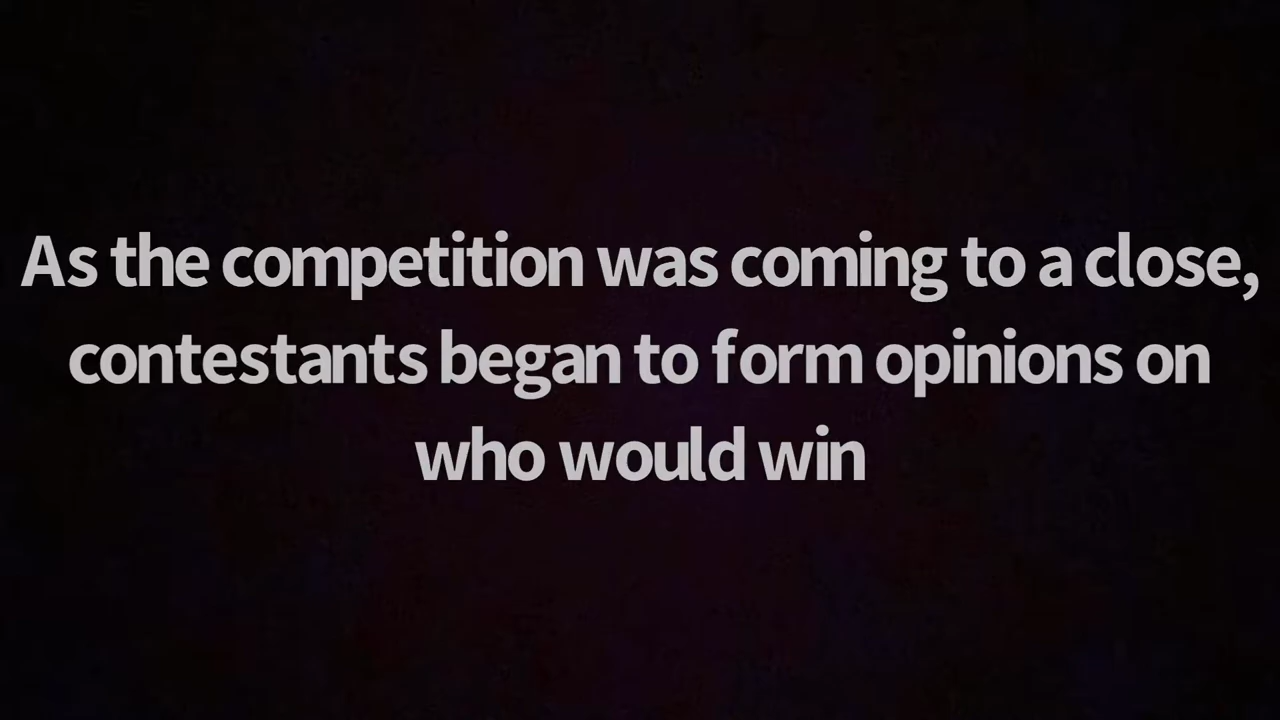 As the competition was coming to a close,
contestants began to form opinions on
who would win